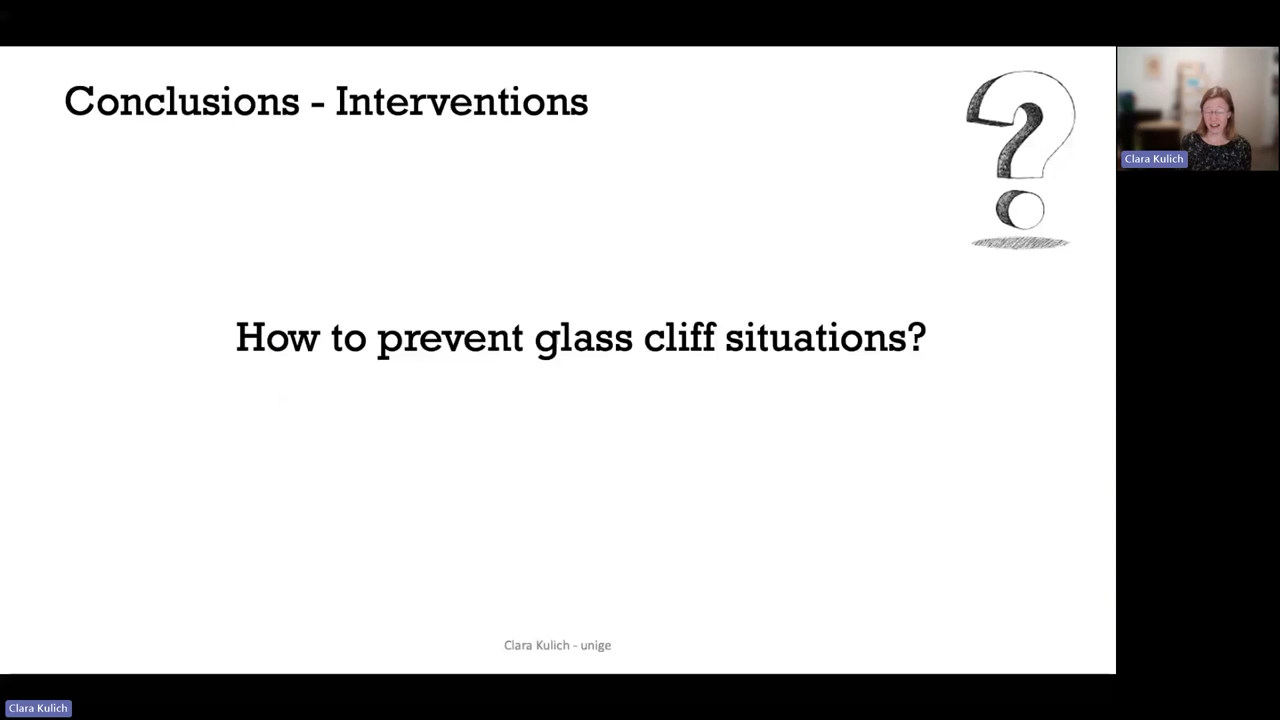 Conclusions - Interventions
Clara Kulich
How to prevent glass cliff situations?
Clara Kulich - unige
Clara Kulich